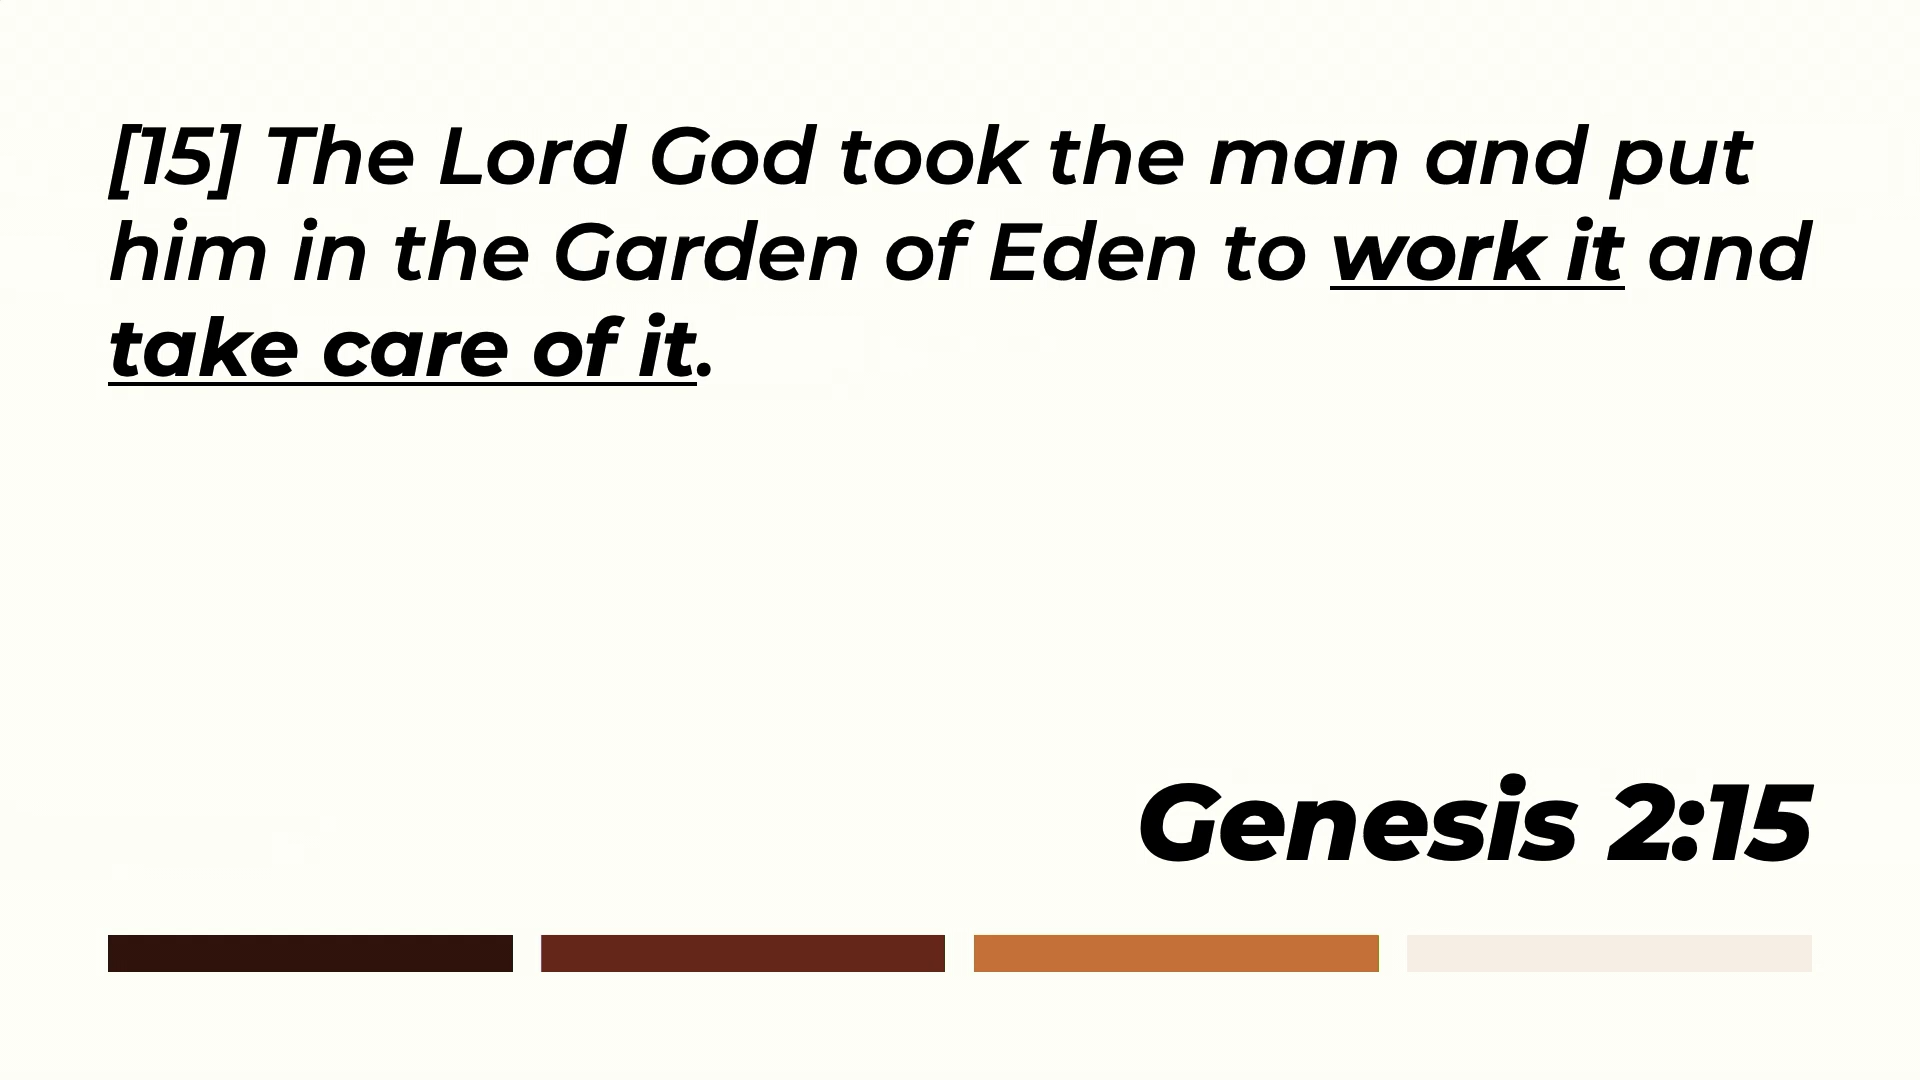 [15] The Lord God took the man and put
him in the Garden of Eden to work it and
take care of it.
Genesis 2:15